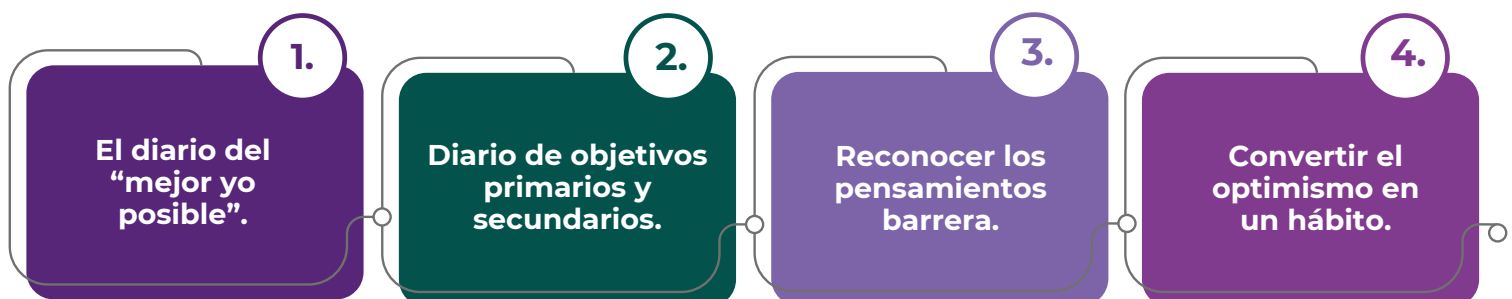 1.
El diario del
“mejor yo
posible”.
2.
Diario de objetivos
primarios y
secundarios.
3.
Reconocer los
pensamientos
barrera.
4.
Convertir el
optimismo en
un hábito.